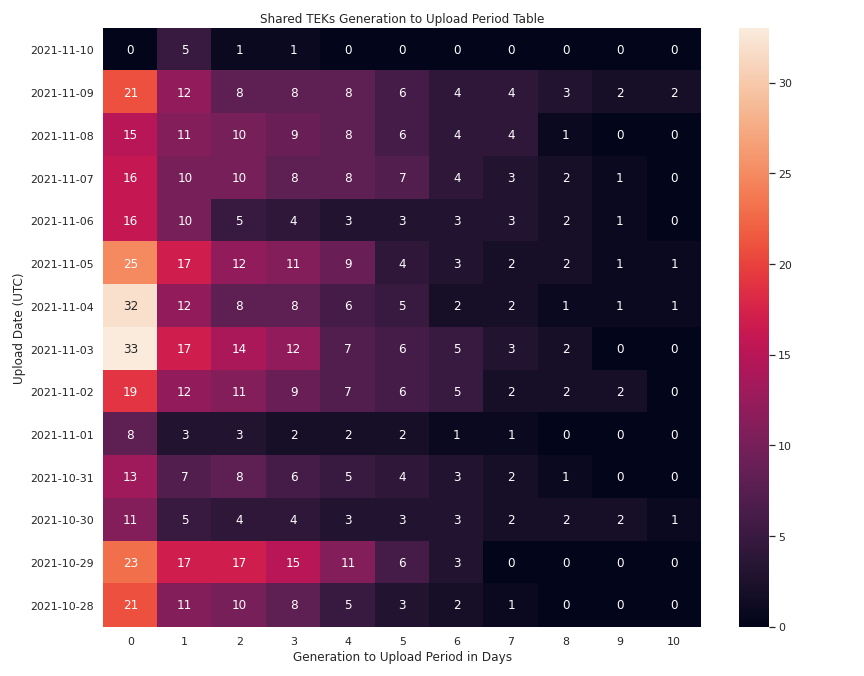 Shared TEKs Generation to Upload Period Table
2021-11-10 0 5 1 1 0 0 0 0 0 0 0
2021-11-09 21 12 8 8 8 6 4 4 3 2 2
2021-11-08 15 11 10 9 8 6 4 4 1 0 0
2021-11-07 16 10 10 8 8 7 4 3 2 1 0
2021-11-06 16 10 5 4 3 3 3 3 2 1 0
2021-11-05 25 17 12 11 9 4 3 2 2 1 1
2021-11-04 32 12 8 8 6 5 2 2 1 1 1
2021-11-03 33 17 14 12 7 6 5 3 2 0 0
2021-11-02 19 12 11 9 7 6 5 2 2 2 0
2021-11-01 8 3 3 2 2 2 1 1 0 0 0
2021-10-31 13 7 8 6 5 4 3 2 1 0 0
2021-10-30 11 5 4 4 3 3 3 2 2 2 1
2021-10-29 23 17 17 15 11 6 3 0 0 0 0
2021-10-28 21 11 10 8 5 3 2 1 0 0 0
0 1 2 3 4 5 6 7 8 9 10
Generation to Upload Period in Days
Upload Date (UTC)
30
25
20
15
10
5
0